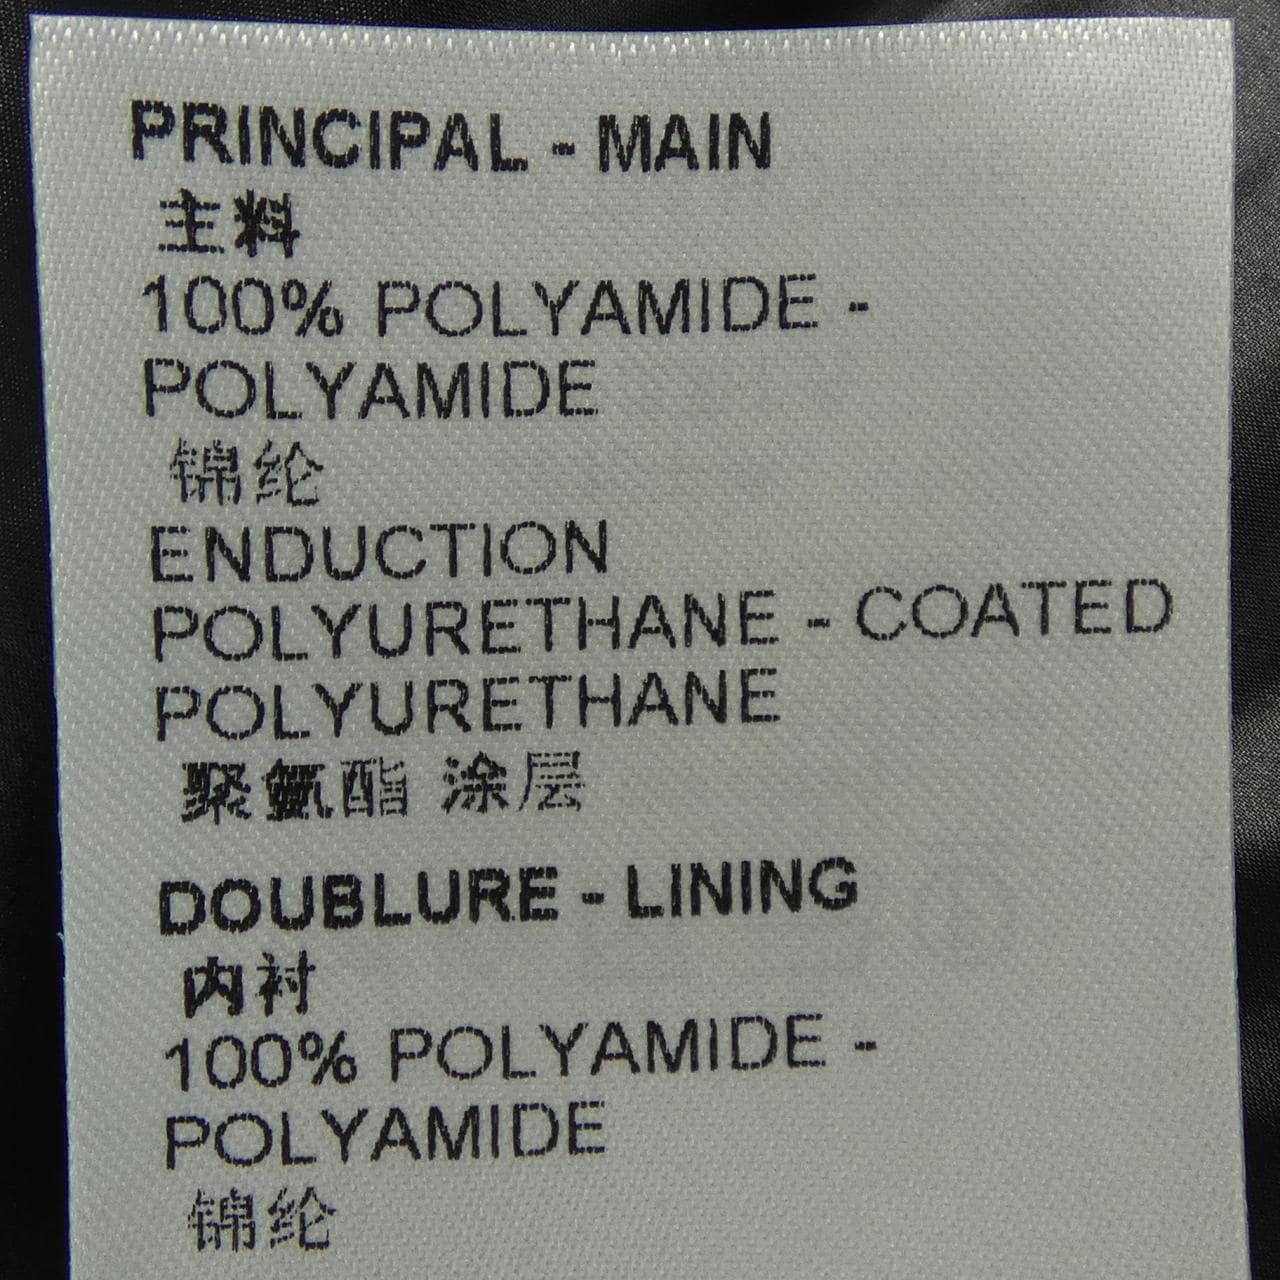 PRINCIPAL - MAIN
主料
100% POLYAMIDE -
POLYAMIDE
锦纶
ENDUCTION
POLYURETHANE - COATED
POLYURETHANE
聚氨酯 涂层
DOUBLURE - LINING
内衬
100% POLYAMIDE -
POLYAMIDE
锦纶